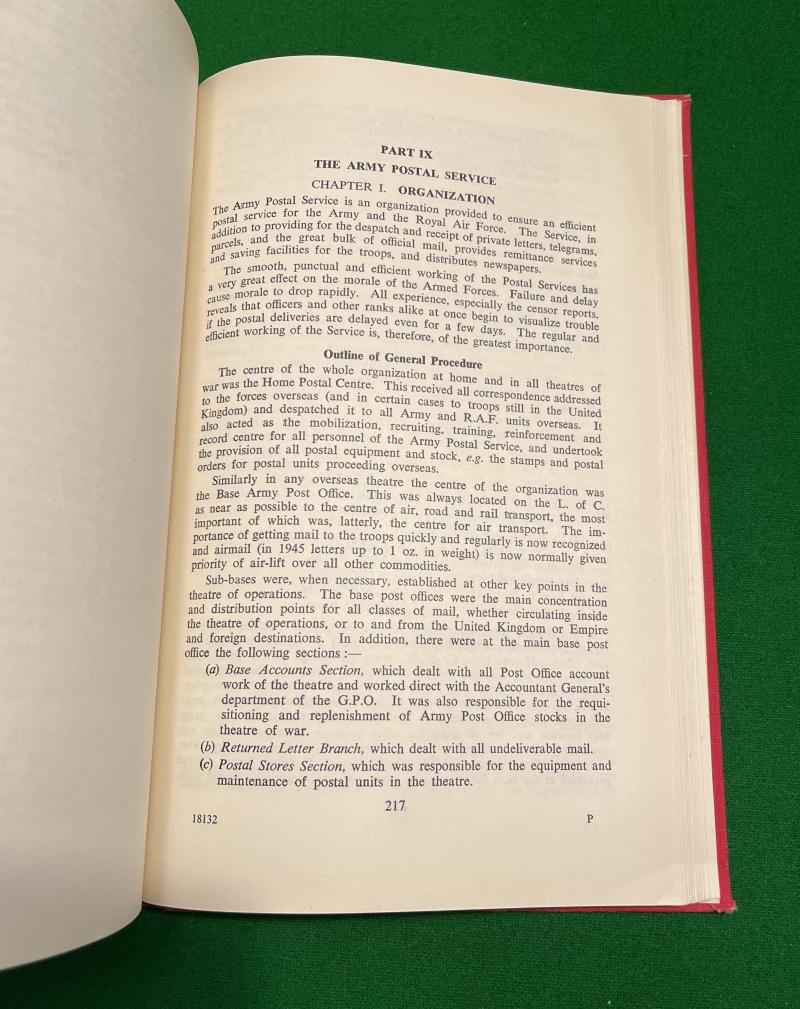 PART IX
THE ARMY POSTAL SERVICE
CHAPTER I. ORGANIZATION
The Army Postal Service is an organization provided to ensure an efficient
postal service for the Army and the Royal Air Force. The Service, in
addition to providing for the despatch and receipt of private letters, telegrams,
parcels, and the great bulk of official mail, provides remittance services
and saving facilities for the troops, and distributes newspapers.
The smooth, punctual and efficient working of the Postal Services has
a very great effect on the morale of the Armed Forces. Failure and delay
cause morale to drop rapidly. All experience, especially the censor reports,
reveals that officers and other ranks alike at once begin to visualize trouble
if the postal deliveries are delayed even for a few days. The regular and
efficient working of the Service is, therefore, of the greatest importance.
Outline of General Procedure
The centre of the whole organization at home and in all theatres of
war was the Home Postal Centre. This received all correspondence addressed
to the forces overseas (and in certain cases to troops still in the United
Kingdom) and despatched it to all Army and R.A.F. units overseas. It
also acted as the mobilization, recruiting, training, reinforcement and
record centre for all personnel of the Army Postal Service, and undertook
the provision of all postal equipment and stock, e.g. the stamps and postal
orders for postal units proceeding overseas.
Similarly in any overseas theatre the centre of the organization was
the Base Army Post Office. This was always located on the L. of C.
as near as possible to the centre of air, road and rail transport, the most
important of which was, latterly, the centre for air transport. The im-
portance of getting mail to the troops quickly and regularly is now recognized
and airmail (in 1945 letters up to 1 oz. in weight) is now normally given
priority of air-lift over all other commodities.
Sub-bases were, when necessary, established at other key points in the
theatre of operations. The base post offices were the main concentration
and distribution points for all classes of mail, whether circulating inside
the theatre of operations, or to and from the United Kingdom or Empire
and foreign destinations. In addition, there were at the main base post
office the following sections :—
(a) Base Accounts Section, which dealt with all Post Office account
work of the theatre and worked direct with the Accountant General's
department of the G.P.O. It was also responsible for the requi-
sitioning and replenishment of Army Post Office stocks in the
theatre of war.
(b) Returned Letter Branch, which dealt with all undeliverable mail.
(c) Postal Stores Section, which was responsible for the equipment and
maintenance of postal units in the theatre.
217
18132 P